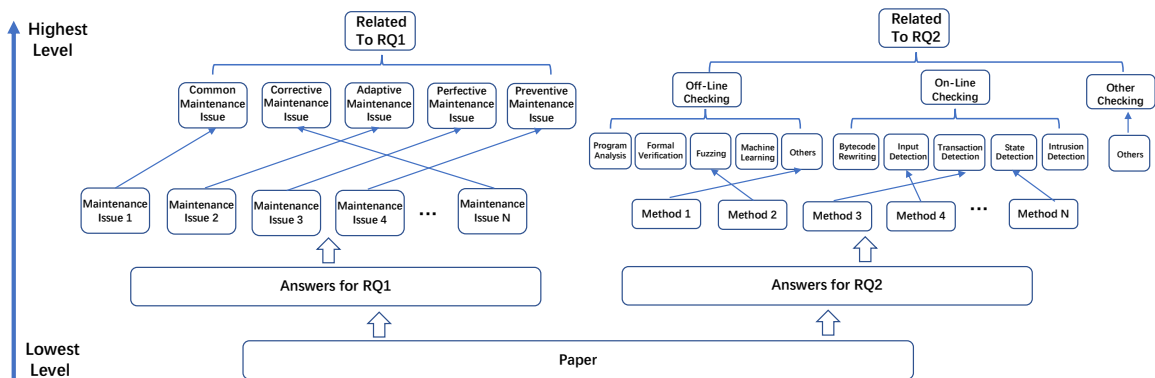 Highest
Level
Related
To RQ1
Related
To RQ2
Common
Maintenance
Issue
Corrective
Maintenance
Issue
Adaptive
Maintenance
Issue
Perfective
Maintenance
Issue
Preventive
Maintenance
Issue
Off-Line
Checking
On-Line
Checking
Other
Checking
Program
Analysis
Formal
Verification
Fuzzing
Machine
Learning
Others
Bytecode
Rewriting
Input
Detection
Transaction
Detection
State
Detection
Intrusion
Detection
Others
Maintenance
Issue 1
Maintenance
Issue 2
Maintenance
Issue 3
Maintenance
Issue 4
...
Maintenance
Issue N
Method 1
Method 2
Method 3
Method 4
...
Method N
Answers for RQ1
Answers for RQ2
Lowest
Level
Paper